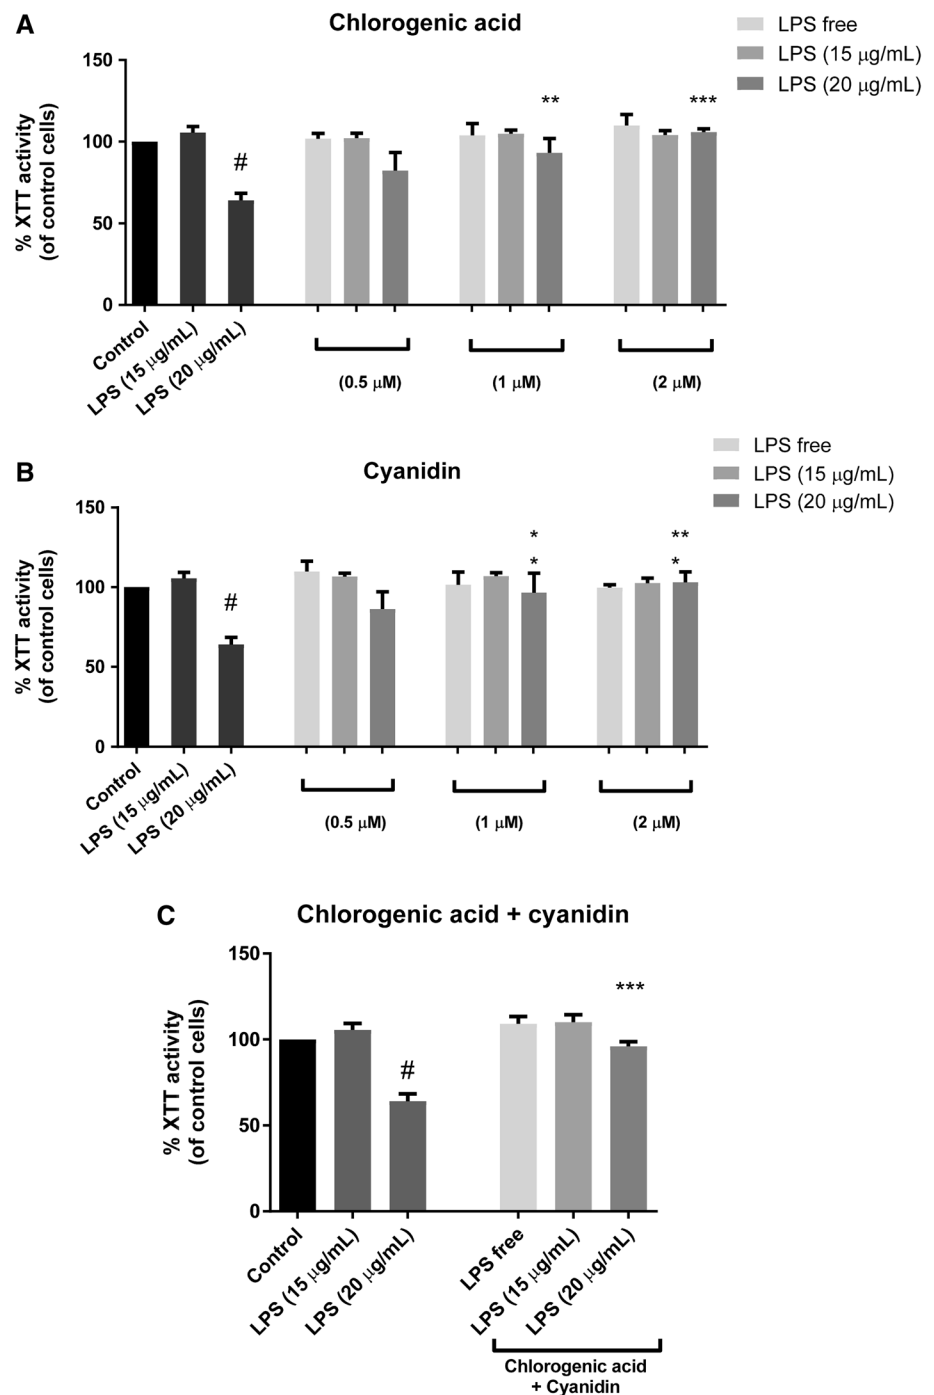 A
Chlorogenic acid
LPS free
LPS (15 μg/mL)
LPS (20 μg/mL)
% XTT activity
(of control cells)
150
100
50
0
#
**
***
Control
LPS (15 μg/mL)
LPS (20 μg/mL)
(0.5 μM)
(1 μM)
(2 μM)
B
Cyanidin
LPS free
LPS (15 μg/mL)
LPS (20 μg/mL)
% XTT activity
(of control cells)
150
100
50
0
#
*
*
**
*
Control
LPS (15 μg/mL)
LPS (20 μg/mL)
(0.5 μM)
(1 μM)
(2 μM)
C
Chlorogenic acid + cyanidin
% XTT activity
(of control cells)
150
100
50
0
#
***
Control
LPS (15 μg/mL)
LPS (20 μg/mL)
LPS free
LPS (15 μg/mL)
LPS (20 μg/mL)
Chlorogenic acid
+ Cyanidin